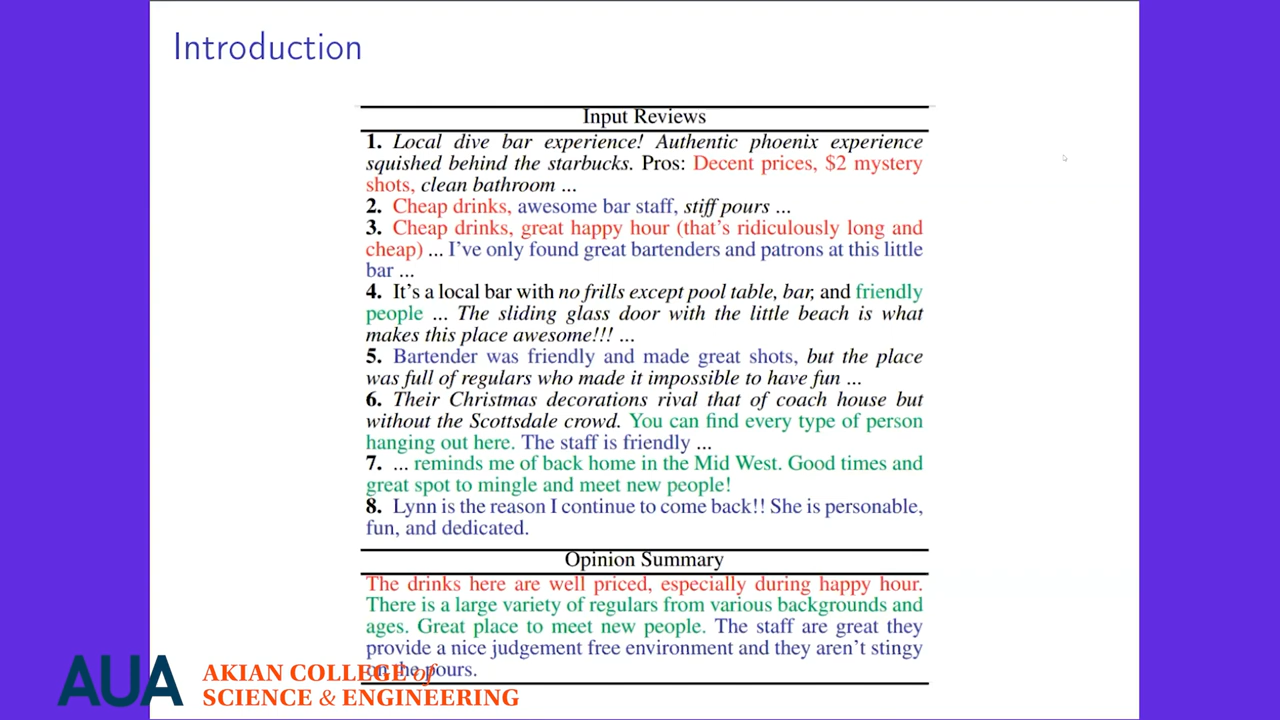 Introduction
Input Reviews
1. Local dive bar experience! Authentic phoenix experience
squished behind the starbucks. Pros: Decent prices, $2 mystery
shots, clean bathroom ...
2. Cheap drinks, awesome bar staff, stiff pours ...
3. Cheap drinks, great happy hour (that's ridiculously long and
cheap) ... I've only found great bartenders and patrons at this little
bar ...
4. It's a local bar with no frills except pool table, bar, and friendly
people ... The sliding glass door with the little beach is what
makes this place awesome!!! ...
5. Bartender was friendly and made great shots, but the place
was full of regulars who made it impossible to have fun ...
6. Their Christmas decorations rival that of coach house but
without the Scottsdale crowd. You can find every type of person
hanging out here. The staff is friendly ...
7. ... reminds me of back home in the Mid West. Good times and
great spot to mingle and meet new people!
8. Lynn is the reason I continue to come back!! She is personable,
fun, and dedicated.
Opinion Summary
The drinks here are well priced, especially during happy hour.
There is a large variety of regulars from various backgrounds and
ages. Great place to meet new people. The staff are great they
provide a nice judgement free environment and they aren't stingy
on the pours.
AUA AKIAN COLLEGE of
SCIENCE & ENGINEERING